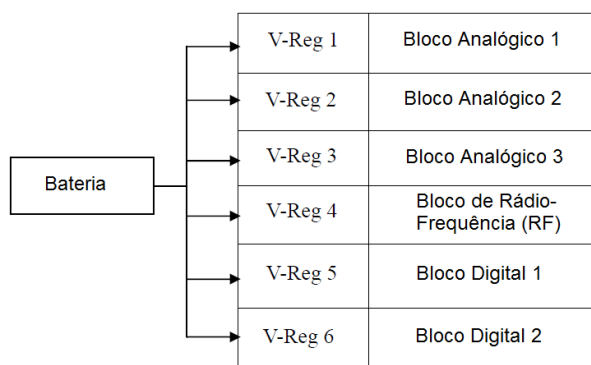 V-Reg 1
Bloco Analógico 1
V-Reg 2
Bloco Analógico 2
V-Reg 3
Bloco Analógico 3
Bateria
V-Reg 4
Bloco de Rádio-
Frequência (RF)
V-Reg 5
Bloco Digital 1
V-Reg 6
Bloco Digital 2